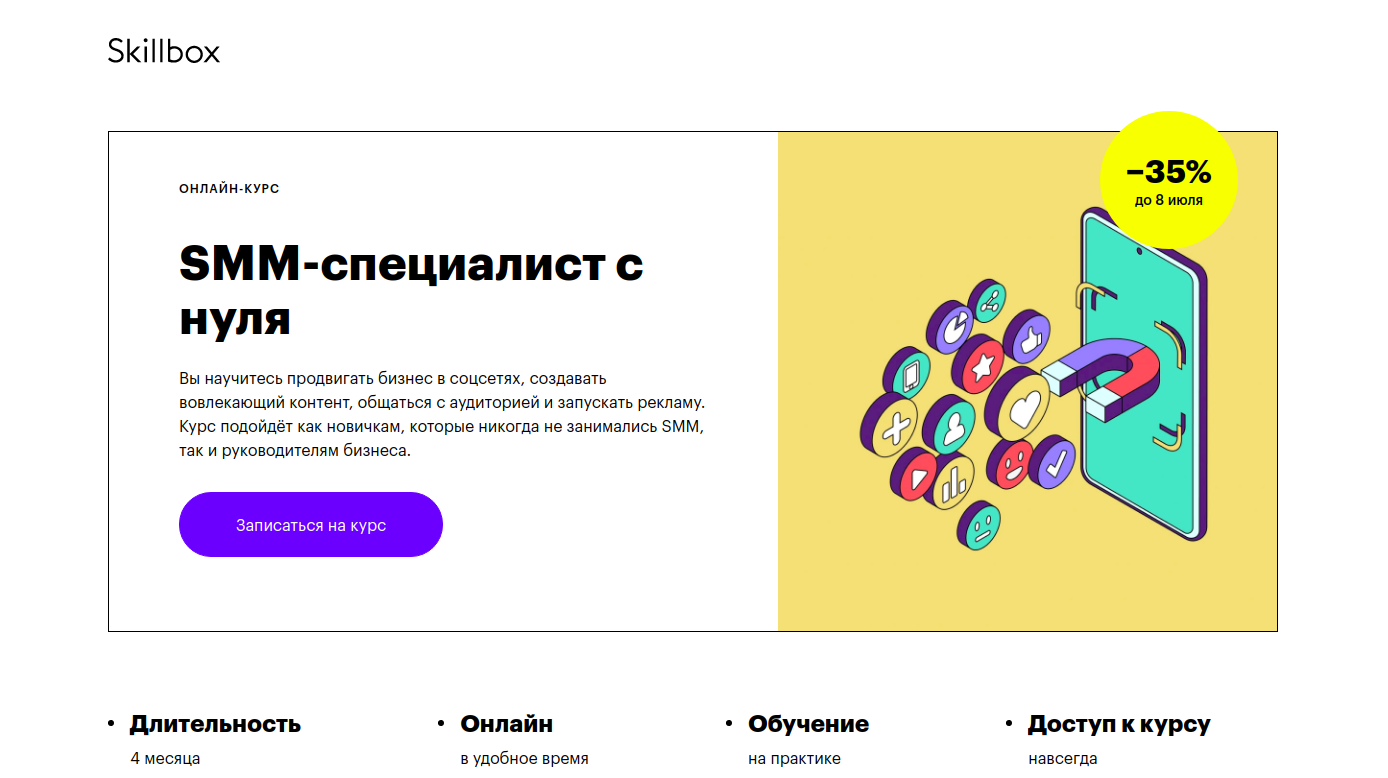 Skillbox
−35%
до 8 июля
ОНЛАЙН-КУРС
SMM-специалист с
нуля
Вы научитесь продвигать бизнес в соцсетях, создавать
вовлекающий контент, общаться с аудиторией и запускать рекламу.
Курс подойдёт как новичкам, которые никогда не занимались SMM,
так и руководителям бизнеса.
Записаться на курс
• Длительность
4 месяца
• Онлайн
в удобное время
• Обучение
на практике
• Доступ к курсу
навсегда